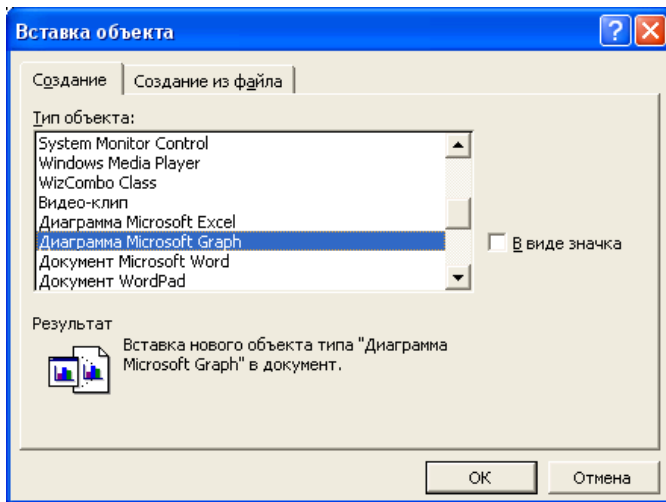 Вставка объекта
Создание
Создание из файла
Тип объекта:
System Monitor Control
Windows Media Player
WizCombo Class
Видео-клип
Диаграмма Microsoft Excel
Диаграмма Microsoft Graph
Документ Microsoft Word
Документ WordPad
В виде значка
Результат
Вставка нового объекта типа "Диаграмма
Microsoft Graph" в документ.
ОК
Отмена